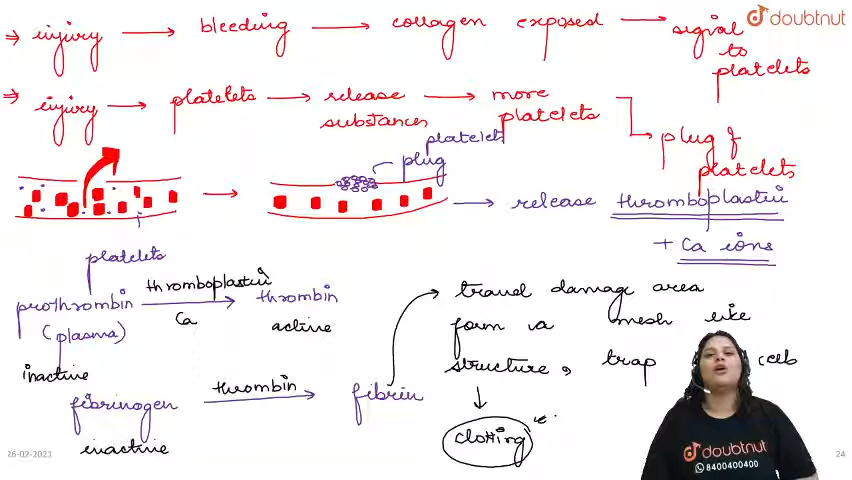 ⇒ injury → bleeding → collagen exposed → signal to platelets
doubtnut
⇒ injury → platelets → release substances → more platelets
plug of platelets
platelets plug
→ release thromboplastin
+ Ca ions
platelets
prothrombin thromboplastin → thrombin
(plasma) Ca active
inactive
fibrinogen thrombin → fibrin
inactive
travel damage area
form a mesh like
structure, trap cells
clotting
doubtnut
8400400400
26-02-2023
24